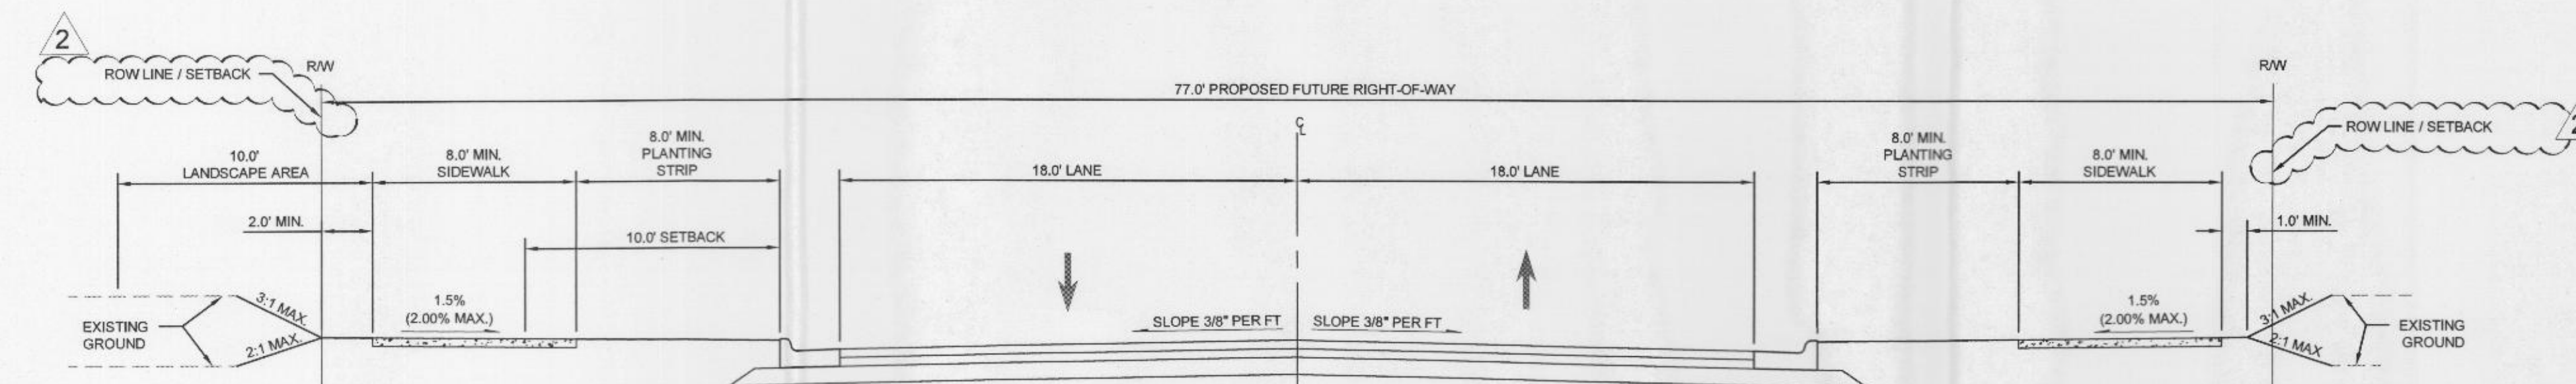 2
ROW LINE / SETBACK
R/W
R/W
77.0' PROPOSED FUTURE RIGHT-OF-WAY
CL
ROW LINE / SETBACK
2
10.0'
LANDSCAPE AREA
8.0' MIN.
SIDEWALK
8.0' MIN.
PLANTING
STRIP
18.0' LANE
18.0' LANE
8.0' MIN.
PLANTING
STRIP
8.0' MIN.
SIDEWALK
2.0' MIN.
10.0' SETBACK
1.0' MIN.
3:1 MAX.
EXISTING
GROUND
2:1 MAX.
1.5%
(2.00% MAX.)
SLOPE 3/8" PER FT
SLOPE 3/8" PER FT
1.5%
(2.00% MAX.)
3:1 MAX.
2:1 MAX
EXISTING
GROUND